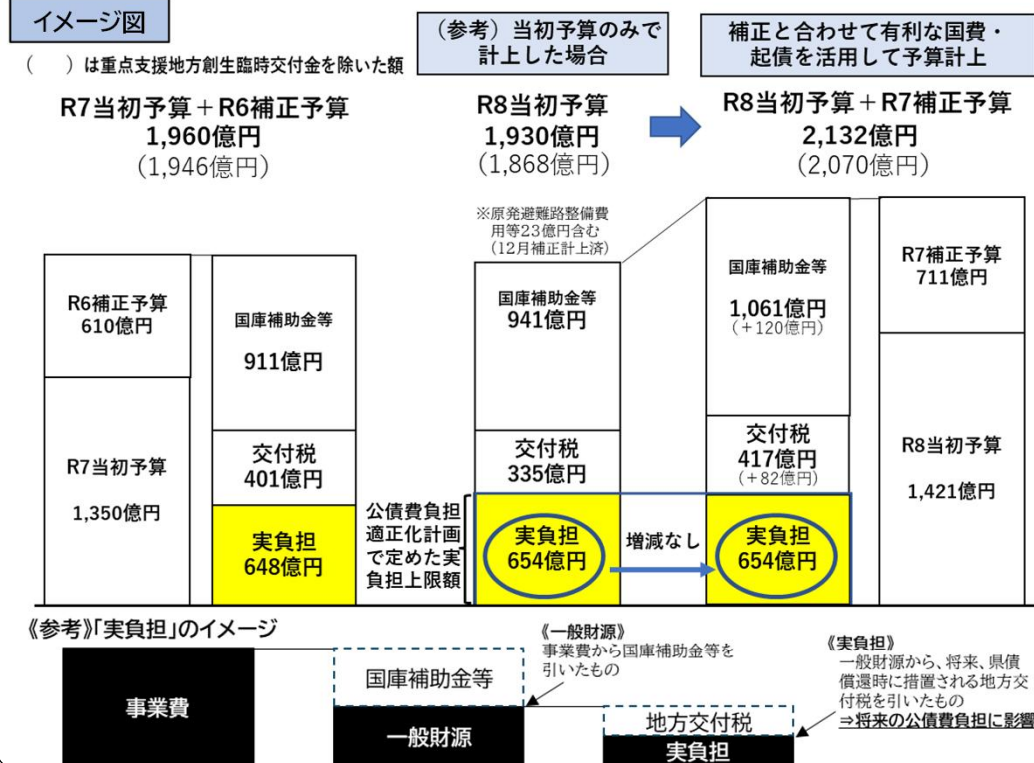 イメージ図
（　　）は重点支援地方創生臨時交付金を除いた額
R7当初予算＋R6補正予算
1,960億円
（1,946億円）
（参考）当初予算のみで
計上した場合
R8当初予算
1,930億円
（1,868億円）
補正と合わせて有利な国費・
起債を活用して予算計上
R8当初予算＋R7補正予算
2,132億円
（2,070億円）
R6補正予算
610億円
R7当初予算
1,350億円
国庫補助金等
911億円
交付税
401億円
実負担
648億円
※原発避難路整備費
用等23億円含む
（12月補正計上済）
国庫補助金等
941億円
交付税
335億円
公債費負担
適正化計画
で定めた実
負担上限額
実負担
654億円
増減なし
国庫補助金等
1,061億円
（＋120億円）
交付税
417億円
（＋82億円）
実負担
654億円
R7補正予算
711億円
R8当初予算
1,421億円
《参考》「実負担」のイメージ
事業費
国庫補助金等
一般財源
《一般財源》
事業費から国庫補助金等を
引いたもの
地方交付税
実負担
《実負担》
一般財源から、将来、県債
償還時に措置される地方交
付税を引いたもの
⇒将来の公債費負担に影響